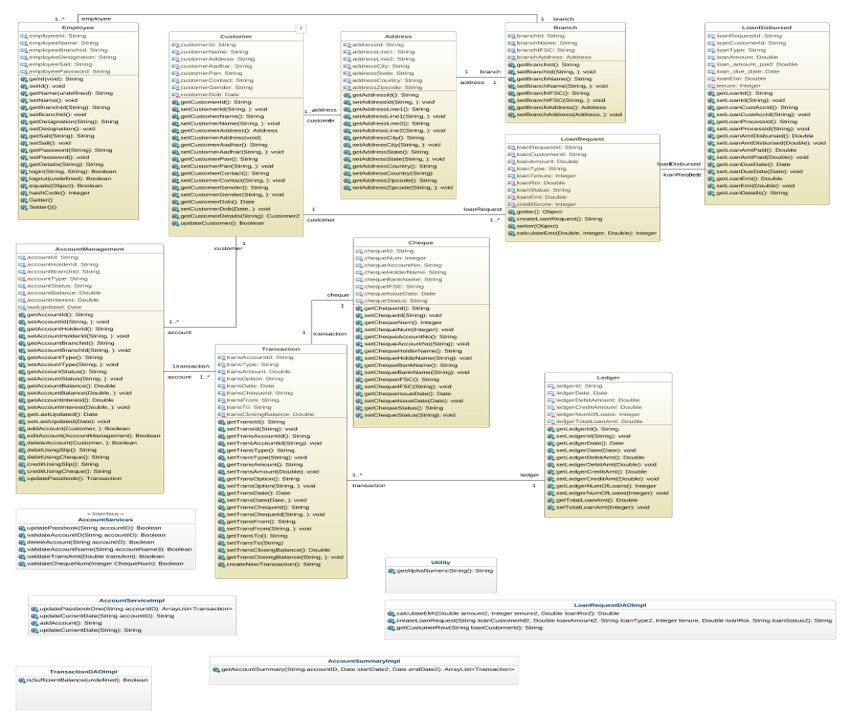 1..* employee
1 branch
Employee
employeeId: String
employeeName: String
employeeBranchId: String
employeeDesignation: String
employeeSalt: String
employeePassword: String
getId(void): String
setId(): void
getName(undefined): String
setName(): void
getBranchId(): String
setBranch(): void
getDesignation(): String
setDesignation(): void
getSalt(): String
setSalt(): void
getPassword(): String
setPassword(): void
getDetails(): String
login(String, String): Boolean
logout(undefined): Boolean
equals(Object): Boolean
hashCode(): Integer
Getter()
Setter()()
Customer
customerId: String
customerName: String
customerAddress: String
customerAadhar: String
customerPan: String
customerContact: String
customerGender: String
customerDob: Date
getCustomerId(): String
setCustomerId(String, ): void
getCustomerName(): String
setCustomerName(String, ): void
getCustomerAddress(): Address
setCustomerAddress(void)
getCustomerAadhar(): String
setCustomerAadhar(String, ): void
getCustomerPan(): String
setCustomerPan(String, ): void
getCustomerContact(): String
setCustomerContact(String, ): void
getCustomerGender(): String
setCustomerGender(String, ): void
getCustomerDob(): Date
setCustomerDob(Date, ): void
getCustomerDetails(String): Customer2
updateCustomer(): Boolean
Address
addressId: String
addressLine1: String
addressLine2: String
addressCity: String
addressState: String
addressCountry: String
addressZipcode: String
getAddressId(): String
setAddressId(String, ): void
getAddressLine1(): String
setAddressLine1(String, ): void
getAddressLine2(): String
setAddressLine2(String, ): void
getAddressCity(): String
setAddressCity(String, ): void
getAddressState(): String
setAddressState(String, ): void
getAddressCountry(): String
setAddressCountry(String)
getAddressZipcode(): String
setAddressZipcode(String, ): void
Branch
branchId: String
branchName: String
branchIFSC: String
branchAddress: Address
getBranchId(): String
setBranchId(String, ): void
getBranchName(): String
setBranchName(String, ): void
getBranchIFSC(): String
setBranchIFSC(String, ): void
getBranchAddress(): Address
setBranchAddress(Address, ): void
LoanDisbursed
loanRequestId: String
loanCustomerId: String
loanType: String
loanAmount: Double
loan_amount_paid: Double
loan_due_date: Date
loanEmi: Double
tenure: Integer
getLoanId(): String
setLoanId(String, ): void
getLoanCustAccId(): String
setLoanCustAccId(String, ): void
getLoanProcessId(): String
setLoanProcessId(String, ): void
getLoanAmtDisbursed(): Double
setLoanAmtDisbursed(Double, ): void
getLoanAmtPaid(): Double
setLoanAmtPaid(Double, ): void
getLoanDueDate(): Date
setLoanDueDate(Date, ): void
getLoanEmi(): Double
setLoanEmi(Double, ): void
getLoanDetails(): String
LoanRequest
loanRequestId: String
loanCustomerId: String
loanAmount: Double
loanType: String
loanTenure: Integer
loanRoi: Double
loanStatus: String
loanEmi: Double
creditScore: Integer
getter(): Object
createLoanRequest(): String
setter(Object)
calculateEmi(Double, Integer, Double): Integer
address
customer
1 branch
address 1
1
customer
loanRequest
1..*
1
customer
AccountManagement
accountId: String
accountHolderId: String
accountBranchId: String
accountType: String
accountStatus: String
accountBalance: Double
accountInterest: Double
lastUpdated: Date
getAccountId(): String
setAccountId(String, ): void
getAccountHolderId(): String
setAccountHolderId(String, ): void
getAccountBranchId(): String
setAccountBranchId(String, ): void
getAccountType(): String
setAccountType(String, ): void
getAccountStatus(): String
setAccountStatus(String, ): void
getAccountBalance(): Double
setAccountBalance(Double, ): void
getAccountInterest(): Double
setAccountInterest(Double, ): void
getLastUpdated(): Date
setLastUpdated(Date): void
addAccount(Customer, ): Boolean
editAccount(AccountManagement): Boolean
deleteAccount(Customer, ): Boolean
debitUsingSlip(): String
debitUsingCheque(): String
creditUsingSlip(): String
creditUsingCheque(): String
updatePassbook(): Transaction
1..*
account
1transaction
account 1..*
cheque
1
1
transaction
Cheque
chequeId: String
chequeNum: Integer
chequeAccountNo: String
chequeHolderName: String
chequeBankName: String
chequeIFSC: String
chequeIssueDate: Date
chequeStatus: String
getChequeId(): String
setChequeId(String): void
getChequeNum(): Integer
setChequeNum(Integer): void
getChequeAccountNo(): String
setChequeAccountNo(String): void
getChequeHolderName(): String
setChequeHoldeName(String): void
getChequeBankName(): String
setChequeBankName(String): void
getChequeIFSC(): String
setChequeIFSC(String): void
getChequeIssueDate(): Date
setChequeIssueDate(Date): void
getChequeStatus(): String
setChequeStatus(String): void
Transaction
transAccountId: String
transType: String
transAmount: Double
transOption: String
transDate: Date
transChequeId: String
transFrom: String
transTo: String
transClosingBalance: Double
getTransId(): String
setTransId(String): void
getTransAccountId(): String
setTransAccountId(String): void
getTransType(): String
setTransType(String): void
getTransAmount(): String
setTransAmount(Double): void
getTransOption(): String
setTransOption(String, ): void
getTransDate(): Date
setTransDate(Date, ): void
getTransChequeId(): String
setTransChequeId(String, ): void
getTransFrom(): String
setTransFrom(String, ): void
getTransTo(): String
setTransTo(String)
setTransClosingBalance(): Double
getTransClosingBalance(String, ): void
createNewTransaction(): String
1..*
transaction
ledger
1
Ledger
ledgerId: String
ledgerDate: Date
ledgerDebitAmount: Double
ledgerCreditAmount: Double
ledgerNumOfLoans: Integer
ledgerTotalLoanAmt: Double
getLedgerId(): String
setLedgerId(String): void
getLedgerDate(): Date
setLedgerDate(Date): void
getLedgerDebitAmt(): Double
setLedgerDebitAmt(Double): void
getLedgerCreditAmt(): Double
setLedgerCreditAmt(Double): void
getLedgerNumOfLoans(): Integer
setLedgerNumOfLoans(Integer): void
getTotalLoanAmt(): Double
setTotalLoanAmt(Integer): void
« Interface »
AccountServices
updatePassbook(String accountID): Boolean
validateAccountID(String accountID): Boolean
deleteAccount(String accountID): Boolean
validateAccountName(String accountName3): Boolean
validateTransAmt(Double transAmt): Boolean
validateChequeNum(Integer ChequeNum): Boolean
Utility
getAlphaNumericString(): String
AccountServiceImpl
updatePassbookOne(String accountID): ArrayList<Transaction>
updateCurrentDate(String accountID): String
addAccount(): String
updateCurrentDate(String): String
LoanRequestDAOImpl
calculateEMI(Double amount2, Integer tenure2, Double loanRoi2): String
createLoanRequest(String loanCustomerId2, Double loanAmount2, String loanType2, Integer tenure, Double loanRoi, String loanStatus2): String
getCustomerRow(String loanCustomerId): String
AccountSummaryImpl
getAccountSummary(String accountID, Date startDate2, Date endDate2): ArrayList<Transaction>
TransactionDAOImpl
isSufficientBalance(undefined): Boolean